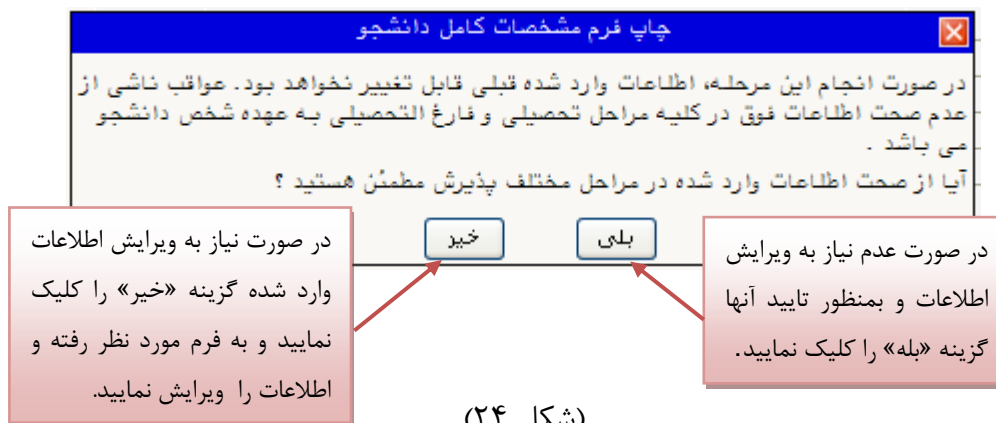 چاپ فرم مشخصات کامل دانشجو
در صورت انجام این مرحله، اطلاعات وارد شده قبلی قابل تغییر نخواهد بود. عواقب ناشی از
عدم صحت اطلاعات فوق در کلیه مراحل تحصیلی و فارغ التحصیلی به عهده شخص دانشجو
می باشد .
آیا از صحت اطلاعات وارد شده در مراحل مختلف پذیرش مطمئن هستید ؟
بلی
خیر
در صورت عدم نیاز به ویرایش
اطلاعات و بمنظور تایید آنها
گزینه «بله» را کلیک نمایید.
در صورت نیاز به ویرایش اطلاعات
وارد شده گزینه «خیر» را کلیک
نمایید و به فرم مورد نظر رفته و
اطلاعات را ویرایش نمایید.
(شکل ۲۴)